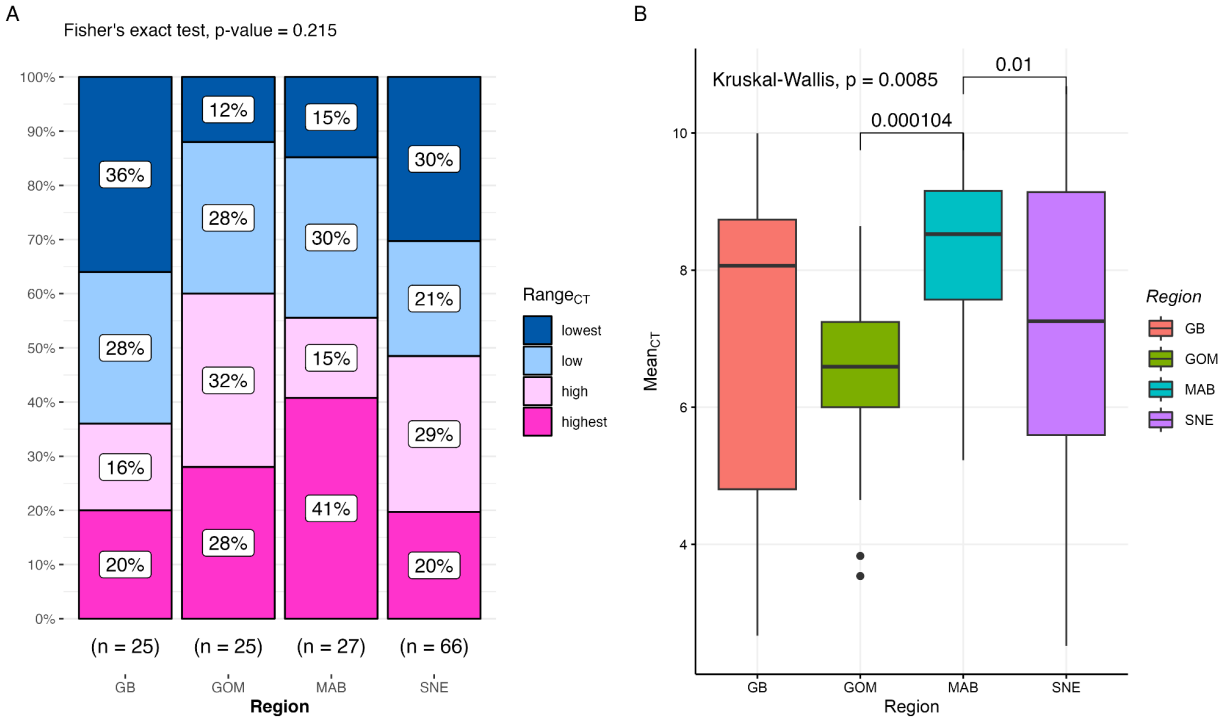 A
Fisher's exact test, p-value = 0.215
100%
90%
80%
70%
60%
50%
40%
30%
20%
10%
0%
36%
28%
16%
20%
12%
28%
32%
28%
15%
30%
15%
41%
30%
21%
29%
20%
(n = 25) (n = 25) (n = 27) (n = 66)
GB GOM MAB SNE
Region
RangeCT
lowest
low
high
highest
B
Kruskal-Wallis, p = 0.0085
0.01
0.000104
MeanCT
10
8
6
4
GB GOM MAB SNE
Region
Region
GB
GOM
MAB
SNE